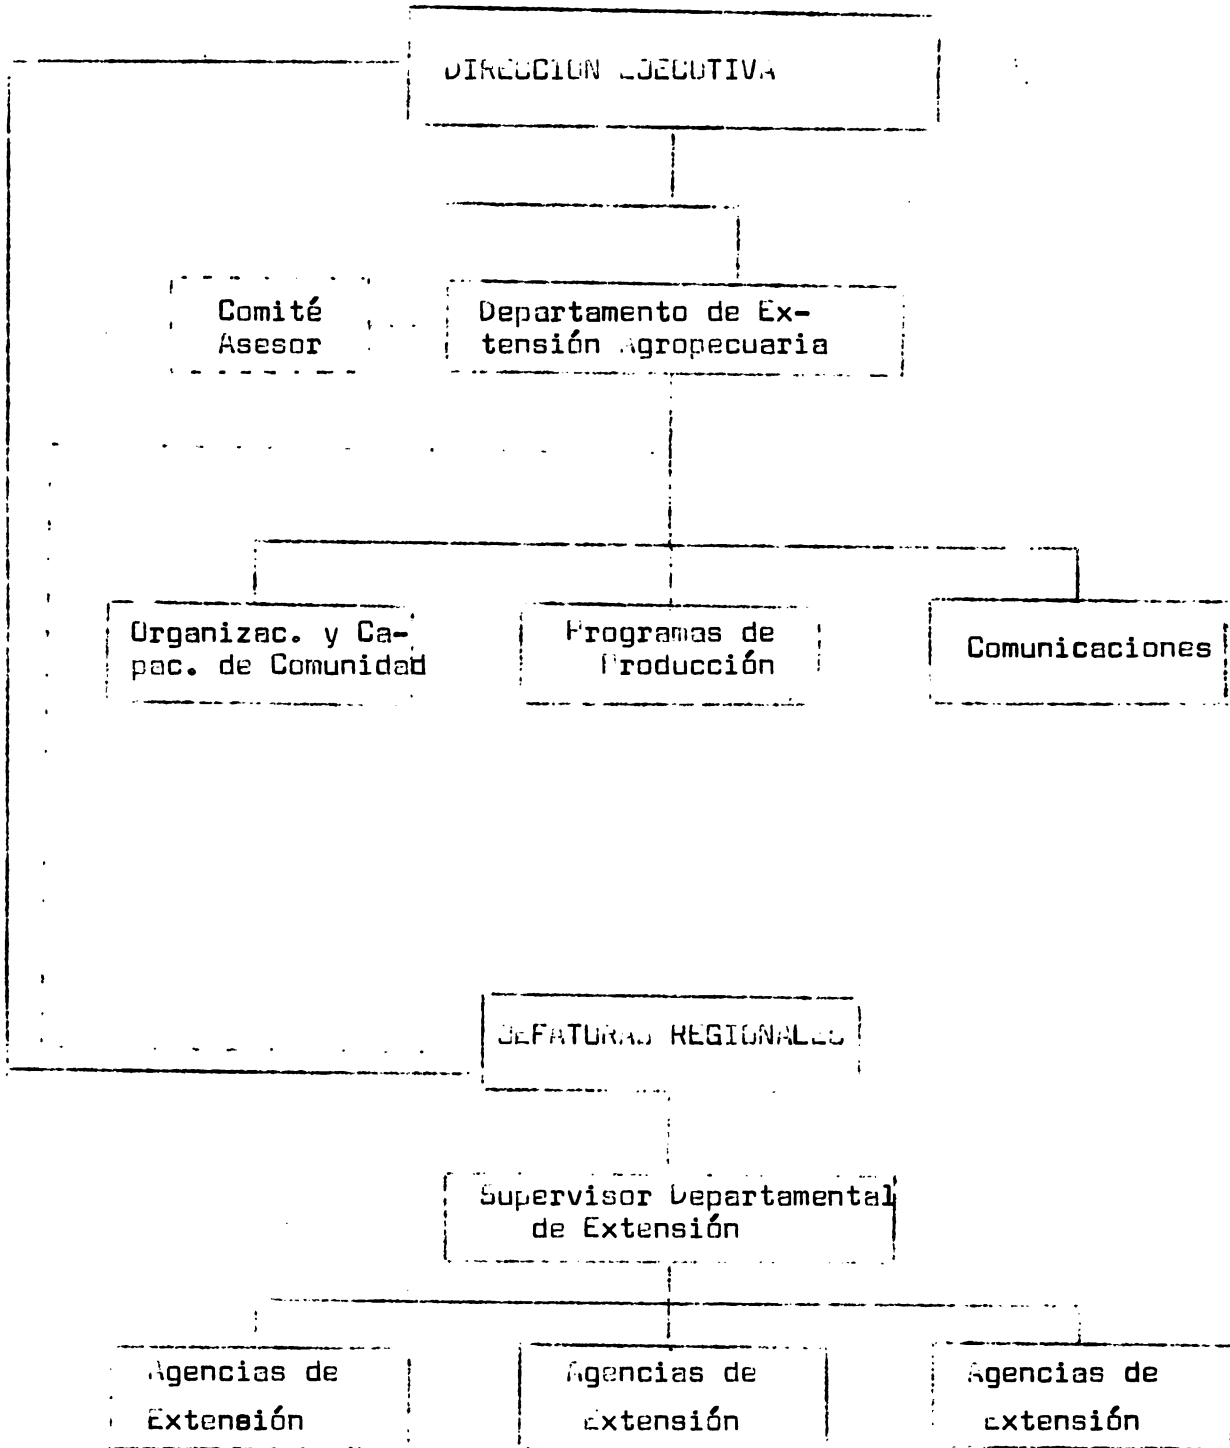 DIRECCION EJECUTIVA
Comité
Asesor
Departamento de Ex-
tensión Agropecuaria
Organizac. y Ca-
pac. de Comunidad
Programas de
Producción
Comunicaciones
JEFATURAS REGIONALES
Supervisor Departamental
de Extensión
Agencias de
Extensión
Agencias de
Extensión
Agencias de
Extensión